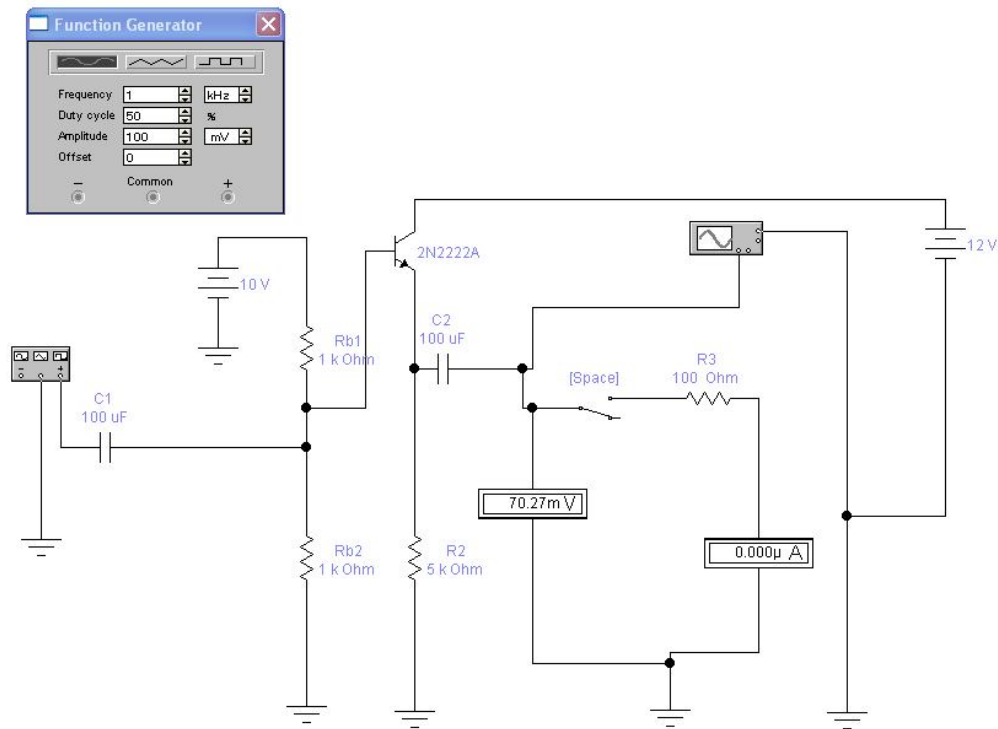 Function Generator
Frequency 1 kHz
Duty cycle 50 %
Amplitude 100 mV
Offset 0
− Common +
2N2222A
12 V
10 V
C2
100 uF
Rb1
1 k Ohm
R3
100 Ohm
[Space]
− +
C1
100 uF
70.27m V
Rb2
1 k Ohm
R2
5 k Ohm
0.000µ A